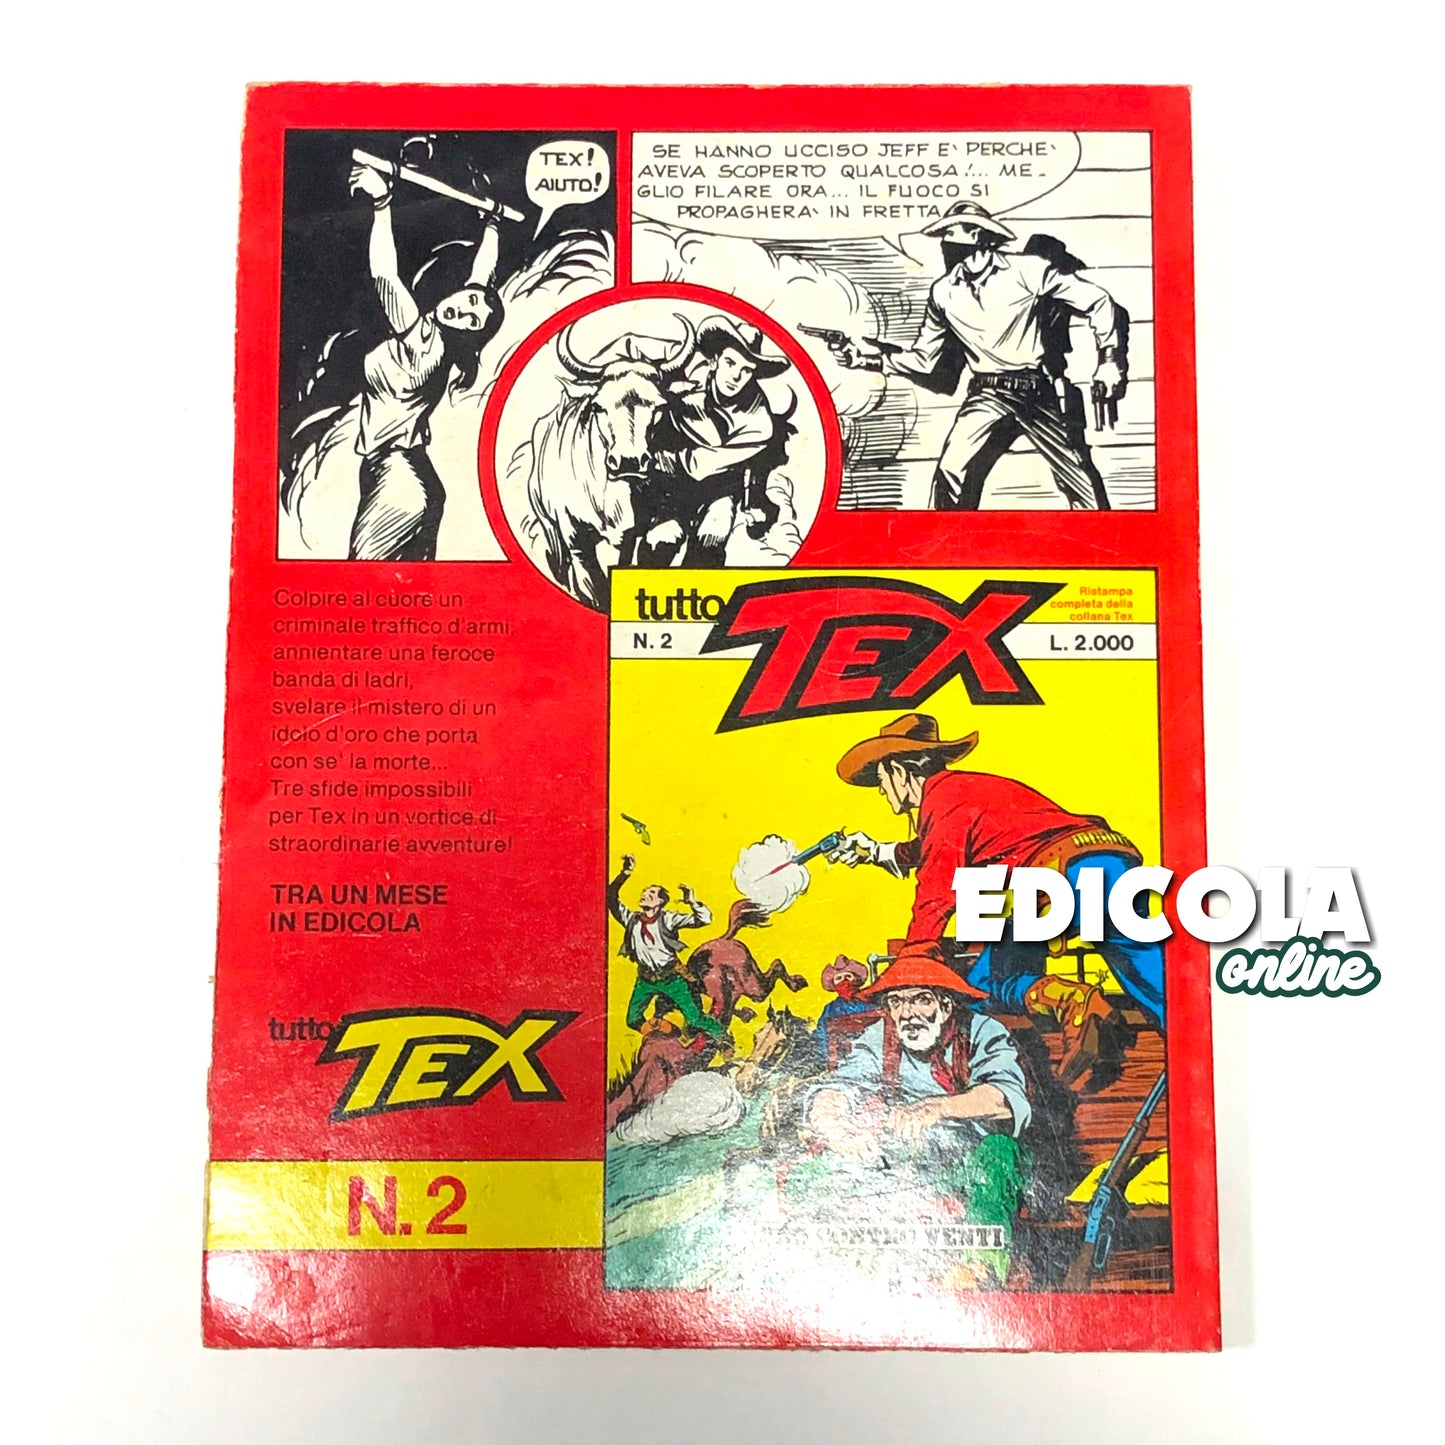 TEX!
AIUTO!
SE HANNO UCCISO JEFF E` PERCHE`
AVEVA SCOPERTO QUALCOSA!... ME_
GLIO FILARE ORA... IL FUOCO SI
PROPAGHERA` IN FRETTA
Colpire al cuore un
criminale traffico d'armi,
annientare una feroce
banda di ladri,
svelare il mistero di un
idolo d'oro che porta
con se' la morte...
Tre sfide impossibili
per Tex in un vortice di
straordinarie avventure!
TRA UN MESE
IN EDICOLA
tutto
TEX
N. 2
tutto
TEX
Ristampa
completa della
collana Tex
N. 2
L. 2.000
CONTRO VENTI
EDICOLA
online